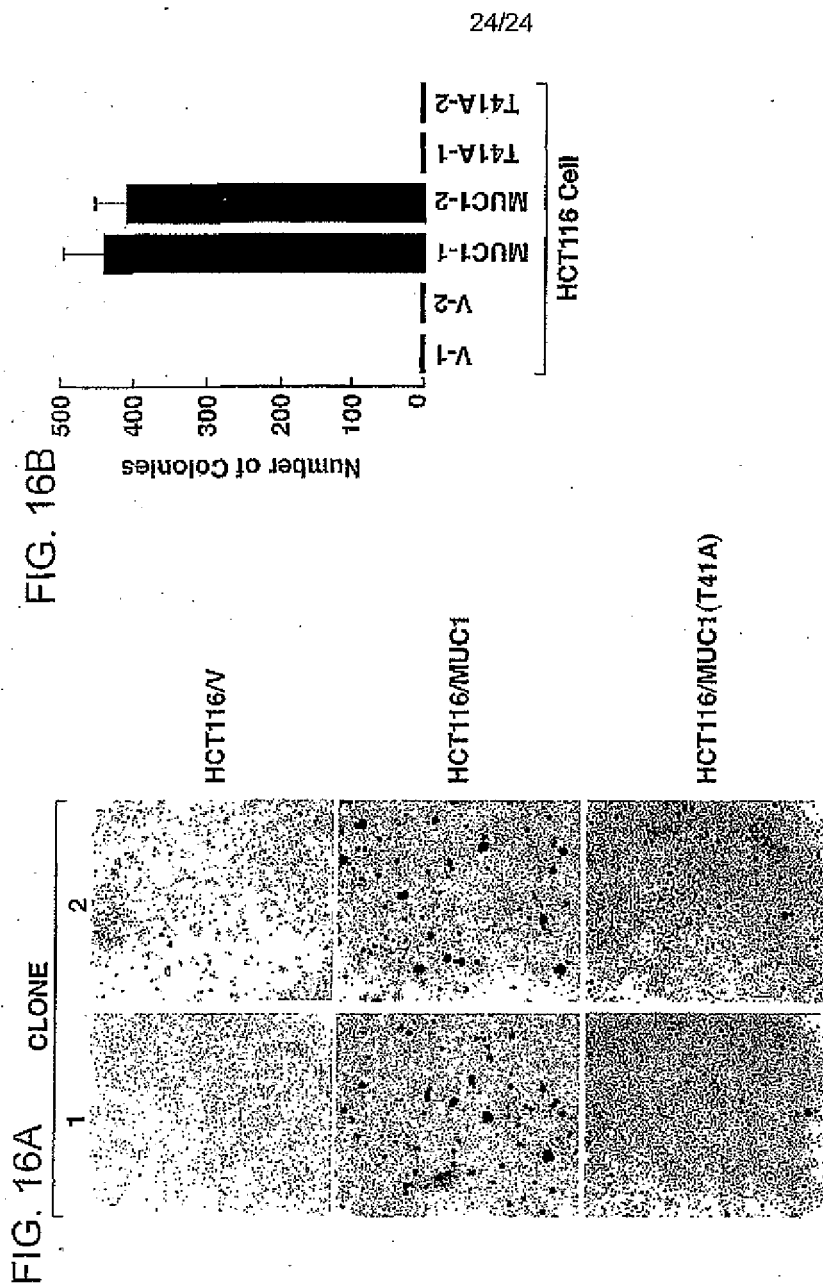 24/24
FIG. 16A
CLONE
1
2
HCT116/V
HCT116/MUC1
HCT116/MUC1(T41A)
FIG. 16B
Number of Colonies
500
400
300
200
100
0
V-1
V-2
MUC1-1
MUC1-2
T41A-1
T41A-2
HCT116 Cell